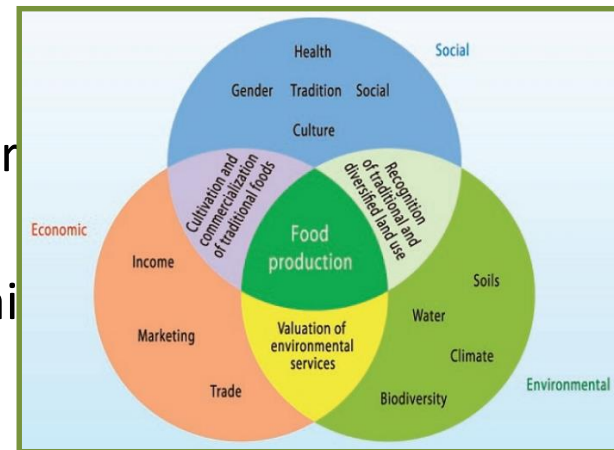 Health
Social
Gender Tradition Social
Culture
Cultivation and
commercialization
of traditional foods
Recognition
of traditional and
diversified land use
Economic
Food
production
Income
Soils
Water
Marketing
Valuation of
environmental
services
Climate
Trade
Biodiversity
Environmental